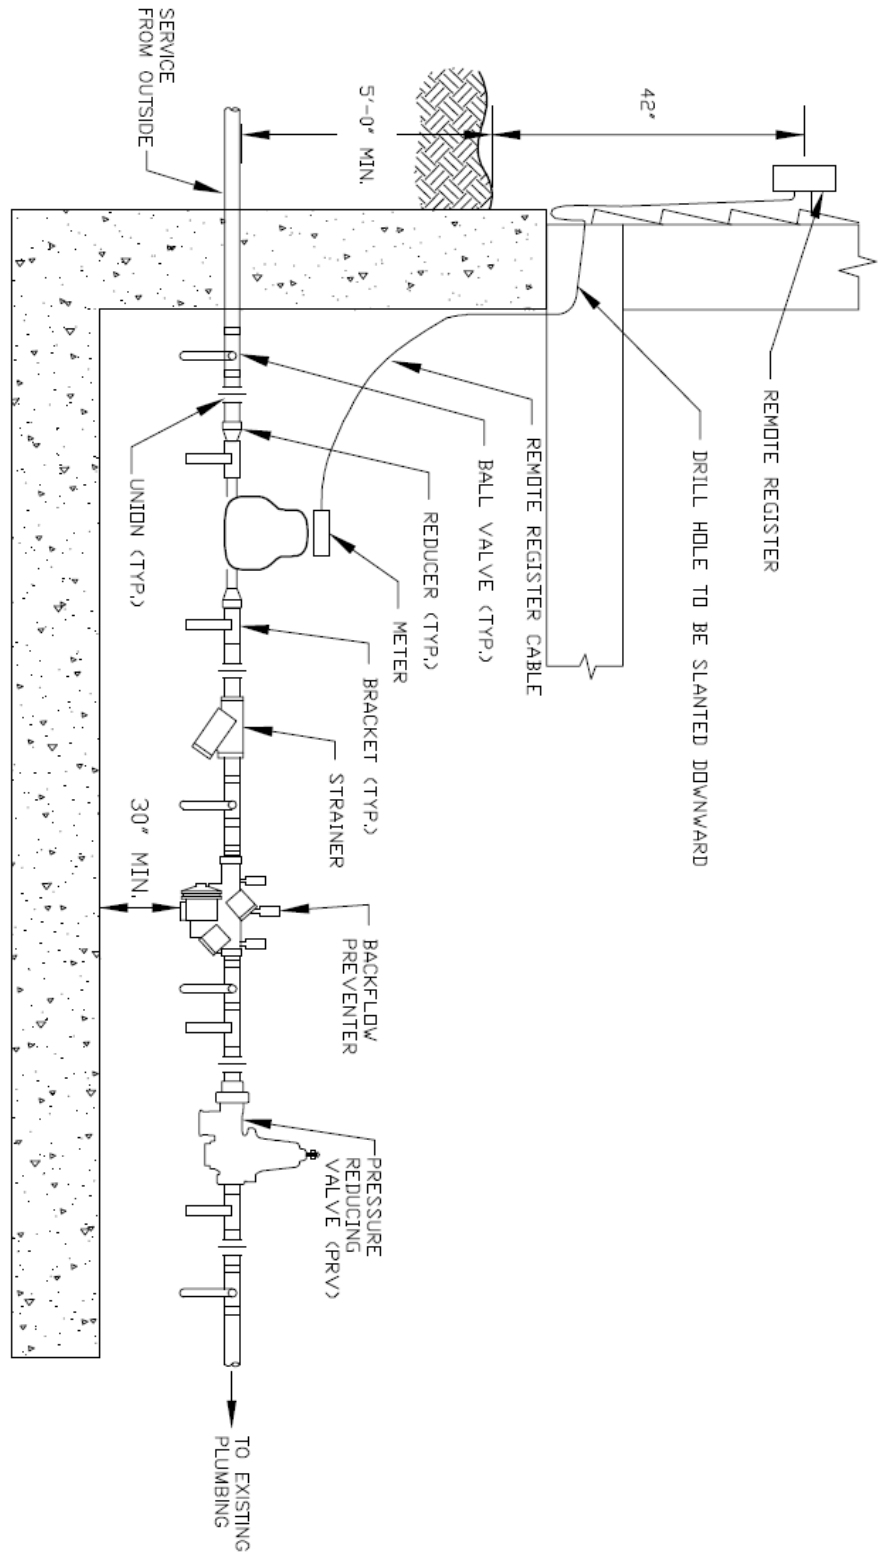 SERVICE
FROM OUTSIDE
5'-0" MIN.
42"
REMOTE REGISTER
DRILL HOLE TO BE SLANTED DOWNWARD
REMOTE REGISTER CABLE
BALL VALVE (TYP.)
REDUCER (TYP.)
METER
UNION (TYP.)
BRACKET (TYP.)
STRAINER
30" MIN.
BACKFLOW
PREVENTER
PRESSURE
REDUCING
VALVE (PRV)
TO EXISTING
PLUMBING